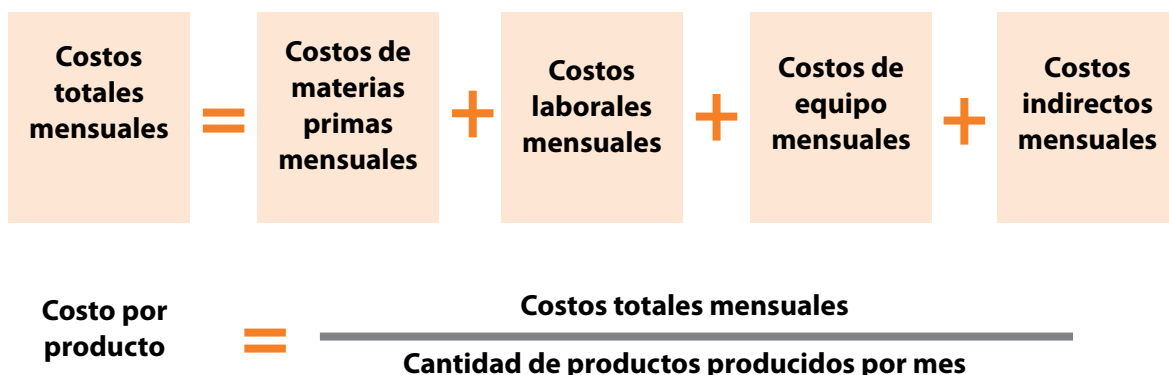 Costos
totales
mensuales
=
Costos de
materias
primas
mensuales
+
Costos
laborales
mensuales
+
Costos de
equipo
mensuales
+
Costos
indirectos
mensuales
Costo por
producto
=
Costos totales mensuales
Cantidad de productos producidos por mes